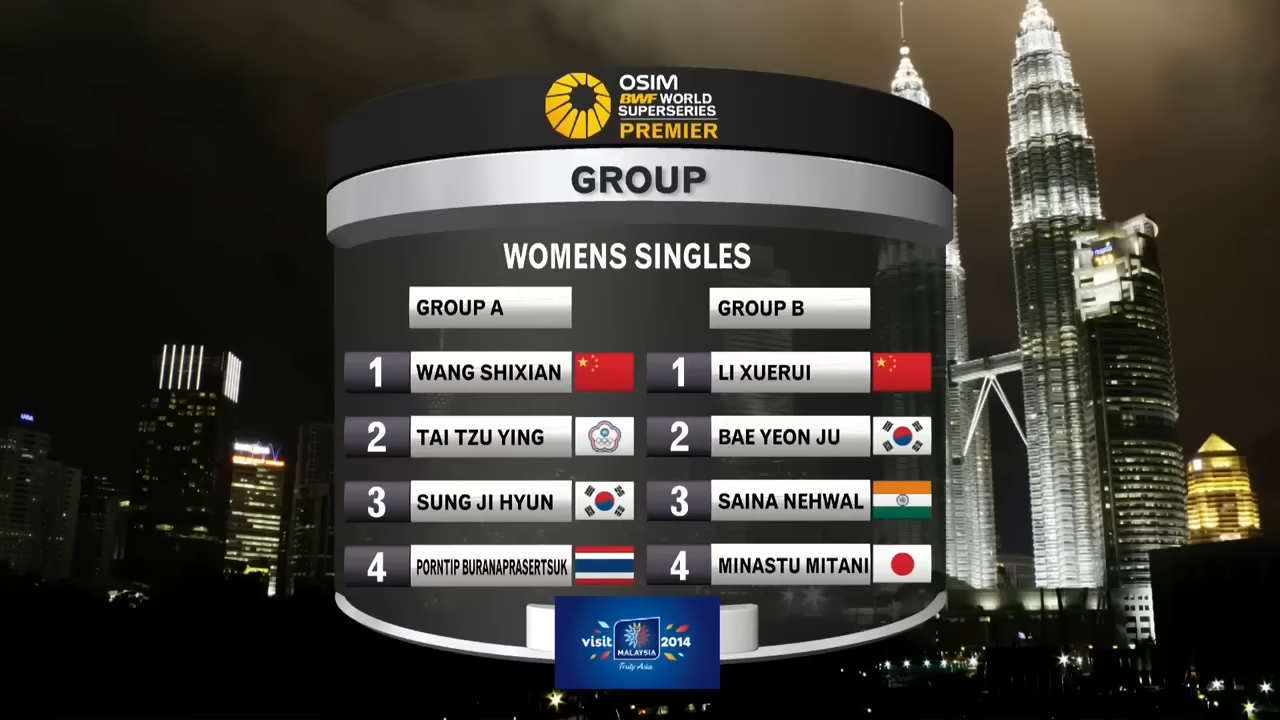 OSIM
BWF WORLD
SUPERSERIES
PREMIER
GROUP
WOMENS SINGLES
GROUP A
1 WANG SHIXIAN
2 TAI TZU YING
3 SUNG JI HYUN
4 PORNTIP BURANAPRASERTSUK
GROUP B
1 LI XUERUI
2 BAE YEON JU
3 SAINA NEHWAL
4 MINASTU MITANI
visit MALAYSIA 2014
Truly Asia